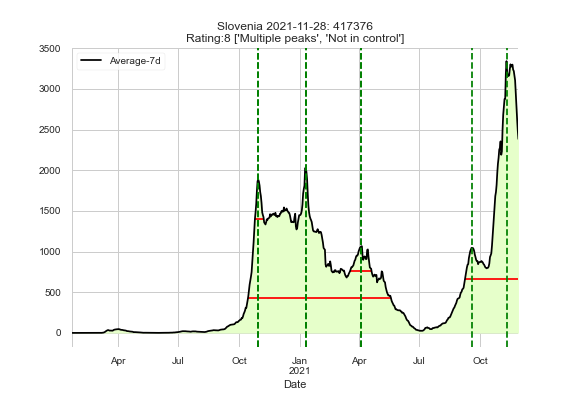 Slovenia 2021-11-28: 417376
Rating:8 ['Multiple peaks', 'Not in control']
Average-7d
3500
3000
2500
2000
1500
1000
500
0
Apr Jul Oct Jan Apr Jul Oct
2021
Date